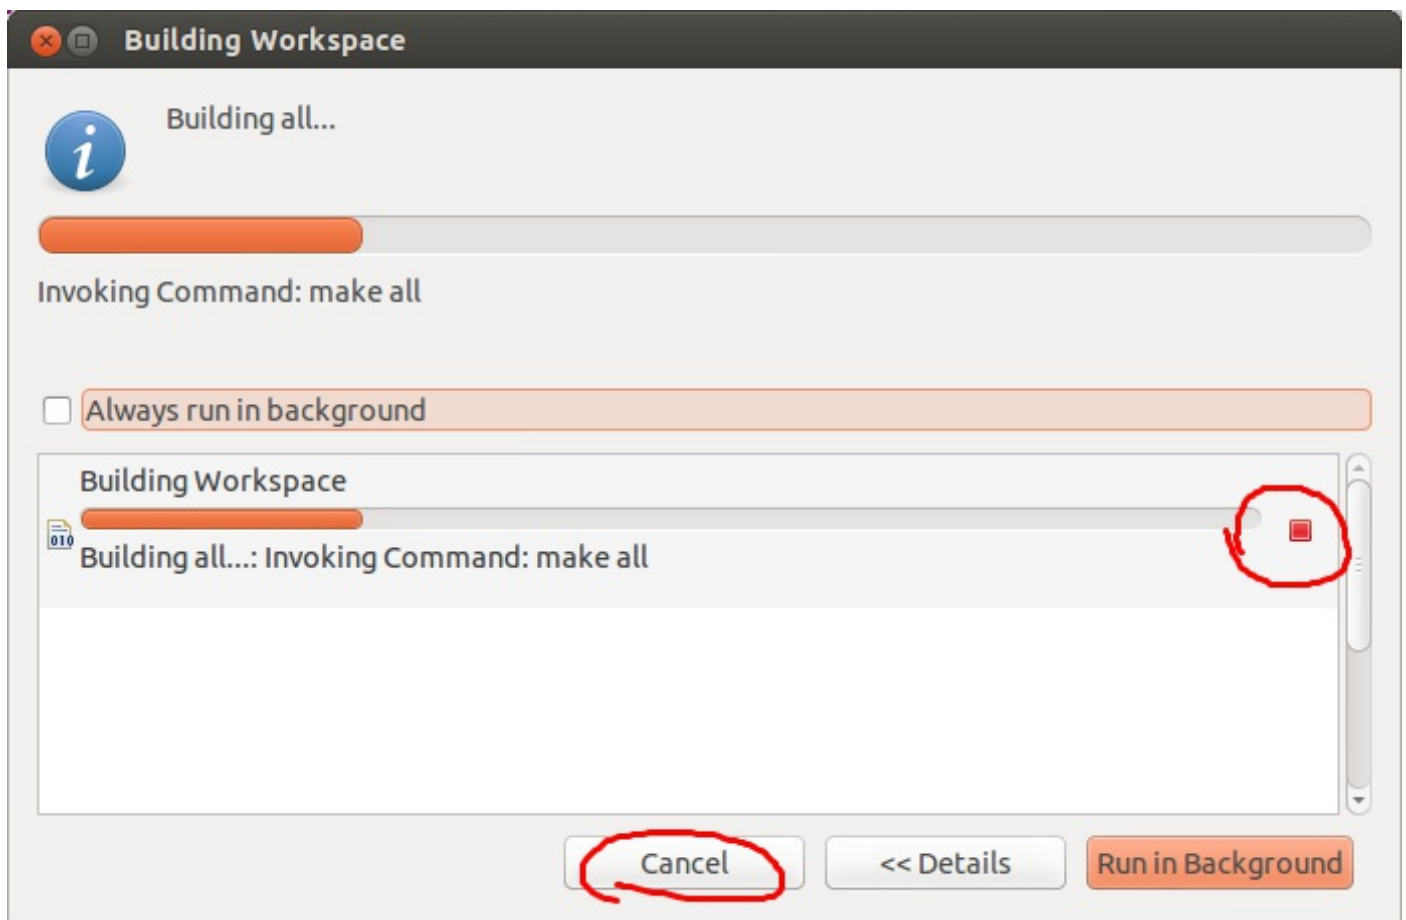 Building Workspace
Building all...
Invoking Command: make all
Always run in background
Building Workspace
010
Building all...: Invoking Command: make all
Cancel
<< Details
Run in Background